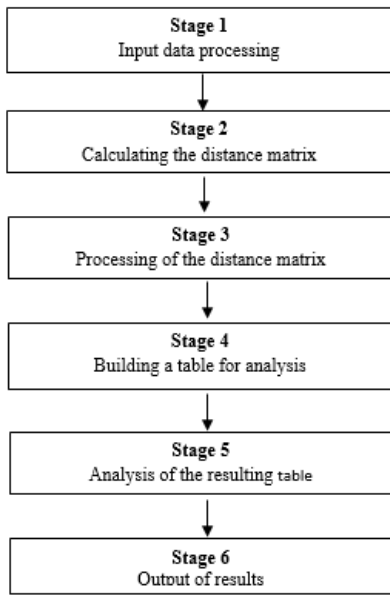 Stage 1
Input data processing
Stage 2
Calculating the distance matrix
Stage 3
Processing of the distance matrix
Stage 4
Building a table for analysis
Stage 5
Analysis of the resulting table
Stage 6
Output of results